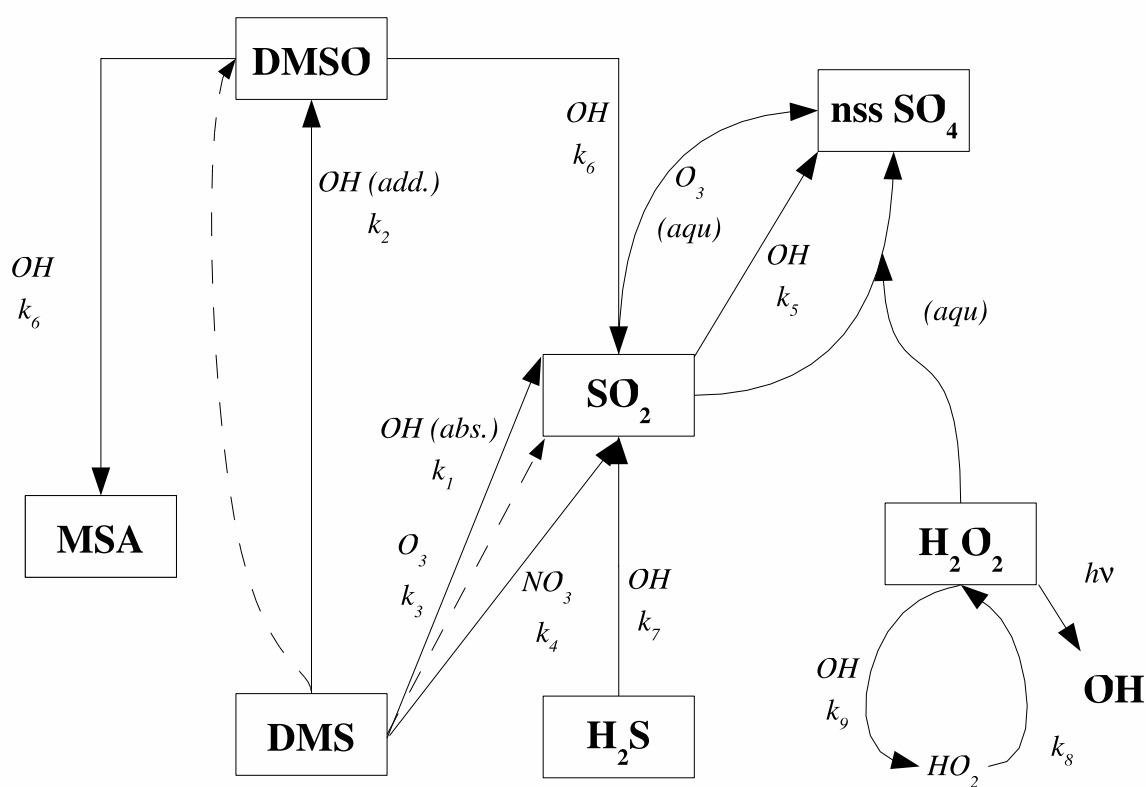 DMSO
nss SO₄
OH
k₆
OH (add.)
k₂
O₃
(aqu)
OH
k₅
OH
k₆
(aqu)
SO₂
OH (abs.)
k₁
MSA
O₃
k₃
NO₃
k₄
OH
k₇
H₂O₂
hν
OH
DMS
H₂S
OH
k₉
HO₂
k₈